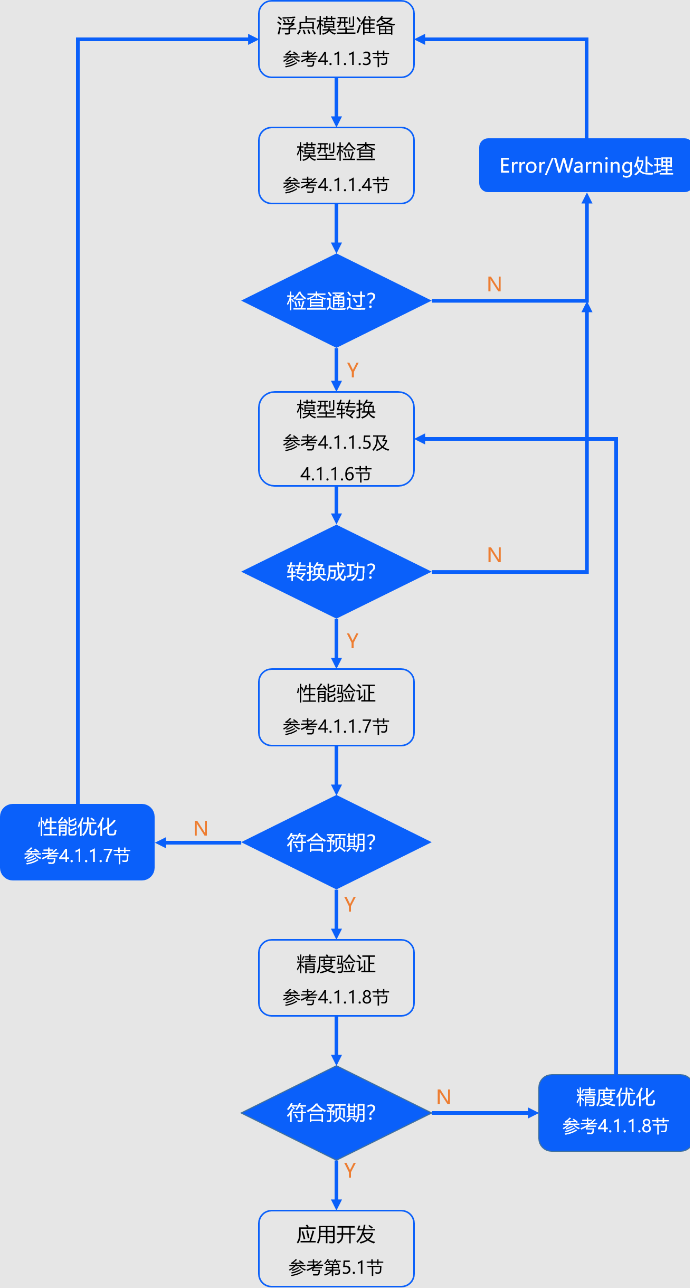 浮点模型准备
参考4.1.1.3节
模型检查
参考4.1.1.4节
Error/Warning处理
检查通过?
N
Y
模型转换
参考4.1.1.5及
4.1.1.6节
转换成功?
N
Y
性能验证
参考4.1.1.7节
性能优化
参考4.1.1.7节
N
符合预期?
Y
精度验证
参考4.1.1.8节
符合预期?
N
精度优化
参考4.1.1.8节
Y
应用开发
参考第5.1节